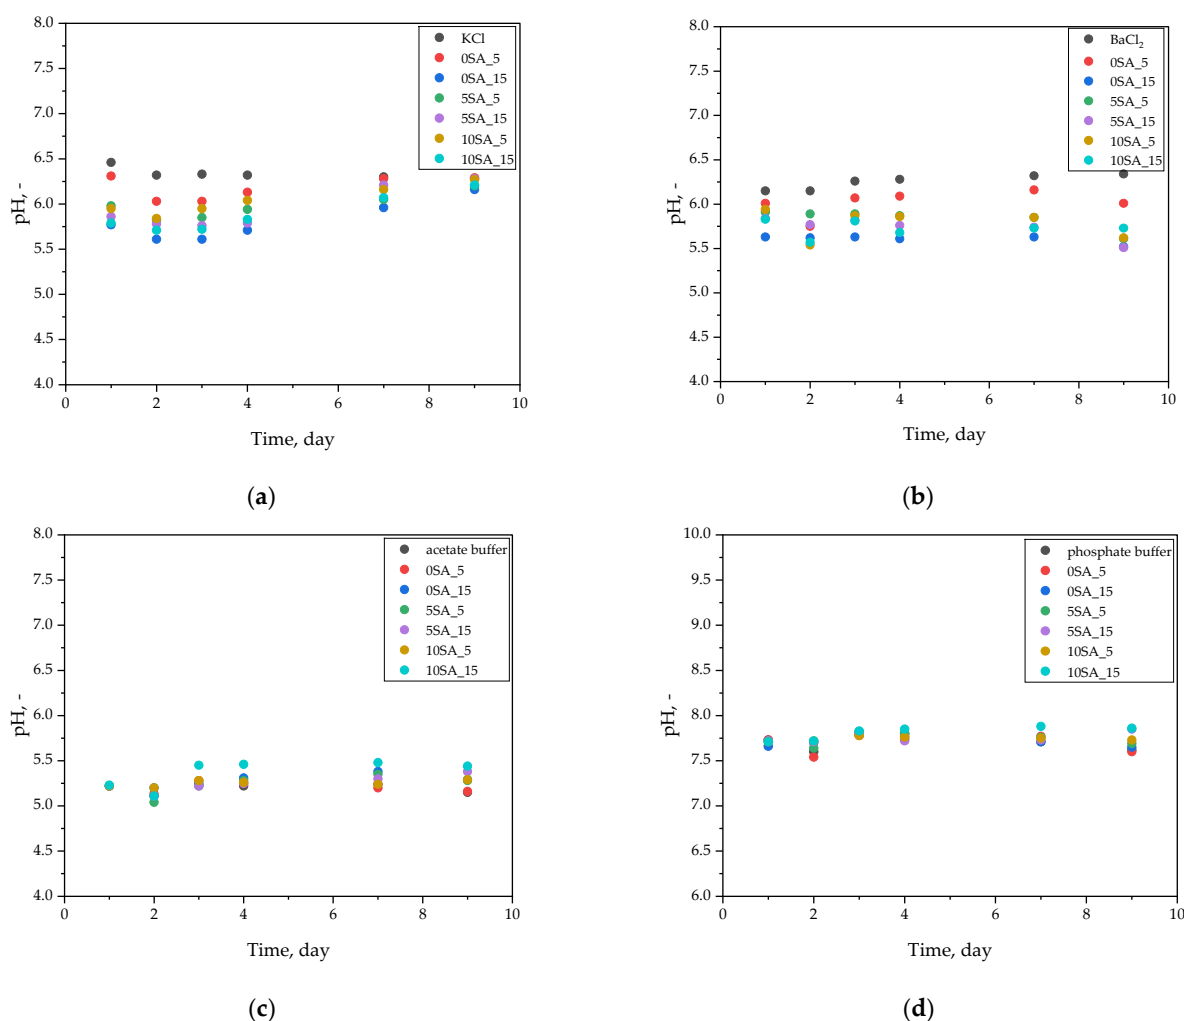 8.0
7.5
7.0
6.5
6.0
5.5
5.0
4.5
4.0
pH, -
0 2 4 6 8 10
Time, day
KCl
0SA_5
0SA_15
5SA_5
5SA_15
10SA_5
10SA_15
(a)
8.0
7.5
7.0
6.5
6.0
5.5
5.0
4.5
4.0
pH, -
0 2 4 6 8 10
Time, day
BaCl₂
0SA_5
0SA_15
5SA_5
5SA_15
10SA_5
10SA_15
(b)
8.0
7.5
7.0
6.5
6.0
5.5
5.0
4.5
4.0
pH, -
0 2 4 6 8 10
Time, day
acetate buffer
0SA_5
0SA_15
5SA_5
5SA_15
10SA_5
10SA_15
(c)
10.0
9.5
9.0
8.5
8.0
7.5
7.0
6.5
6.0
pH, -
0 2 4 6 8 10
Time, day
phosphate buffer
0SA_5
0SA_15
5SA_5
5SA_15
10SA_5
10SA_15
(d)